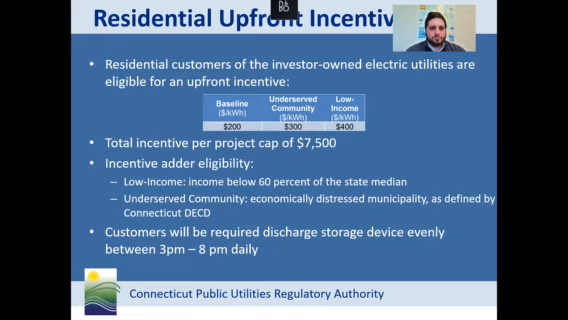 Residential Upfront Incentiv
• Residential customers of the investor-owned electric utilities are
eligible for an upfront incentive:
Baseline ($/kWh) Underserved Community ($/kWh) Low-Income ($/kWh)
$200 $300 $400
• Total incentive per project cap of $7,500
• Incentive adder eligibility:
– Low-Income: income below 60 percent of the state median
– Underserved Community: economically distressed municipality, as defined by
Connecticut DECD
• Customers will be required discharge storage device evenly
between 3pm – 8 pm daily
Connecticut Public Utilities Regulatory Authority